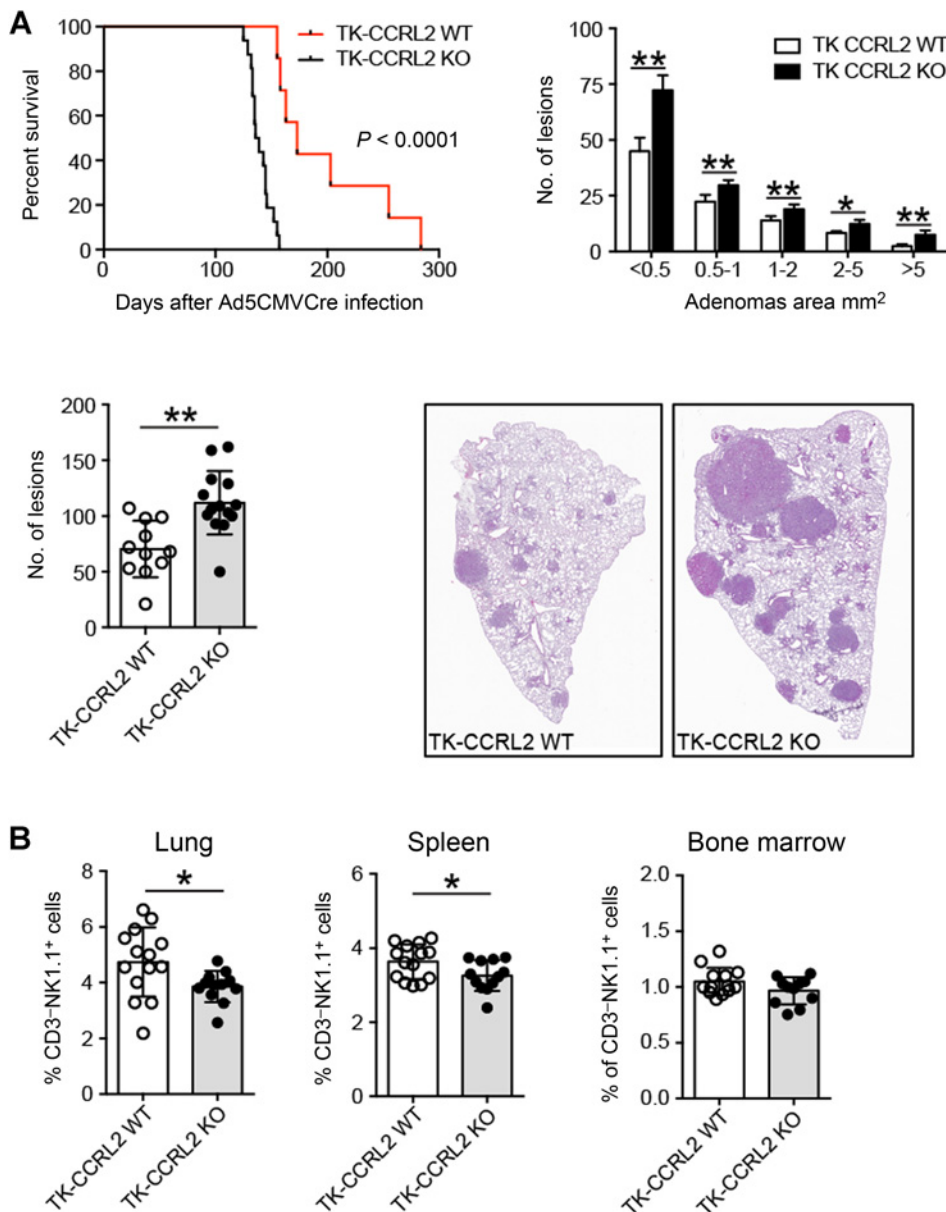 A
TK-CCRL2 WT
TK-CCRL2 KO
P < 0.0001
Percent survival
100
80
60
40
20
0
0 100 200 300
Days after Ad5CMVCre infection
TK CCRL2 WT
TK CCRL2 KO
No. of lesions
100
75
50
25
0
** ** ** * **
<0.5 0.5-1 1-2 2-5 >5
Adenomas area mm²
No. of lesions
200
150
100
50
0
**
TK-CCRL2 WT
TK-CCRL2 KO
TK-CCRL2 WT
TK-CCRL2 KO
B
Lung
% CD3⁻NK1.1⁺ cells
8
6
4
2
0
*
TK-CCRL2 WT
TK-CCRL2 KO
Spleen
% CD3⁻NK1.1⁺ cells
6
4
2
0
*
TK-CCRL2 WT
TK-CCRL2 KO
Bone marrow
% of CD3⁻NK1.1⁺ cells
2.0
1.5
1.0
0.5
0.0
TK-CCRL2 WT
TK-CCRL2 KO